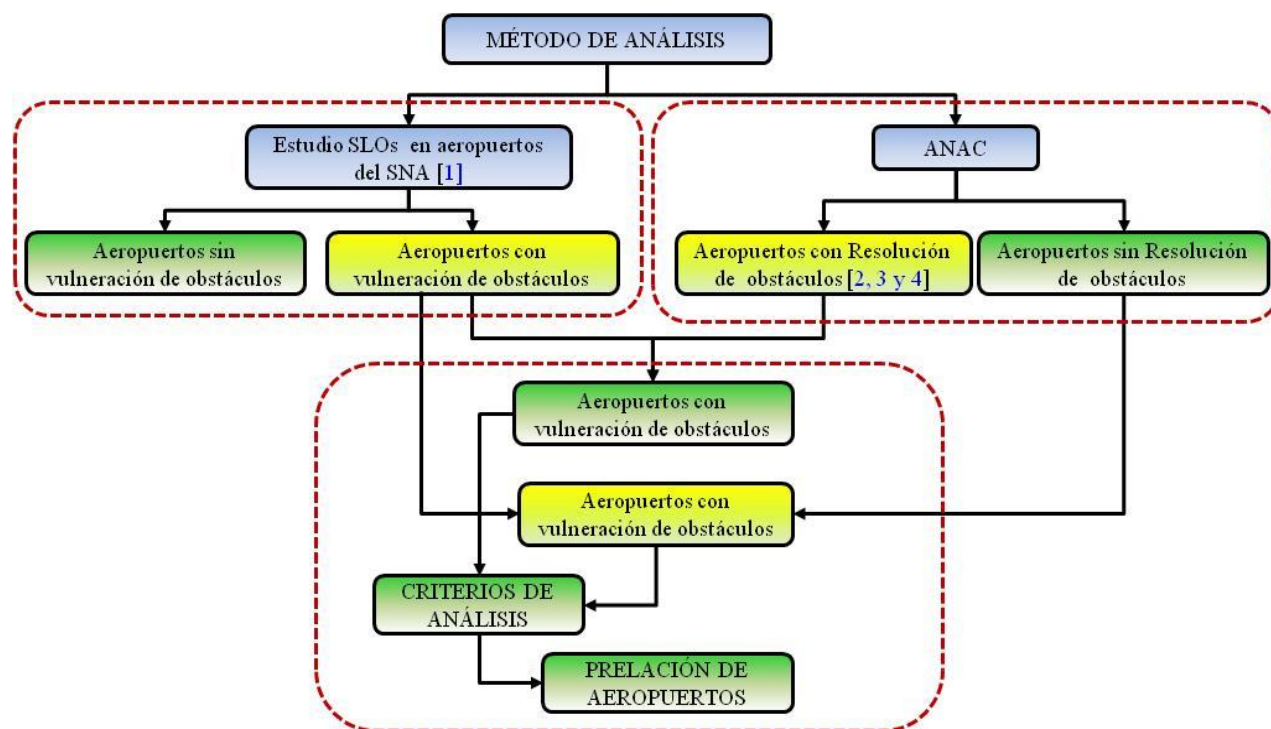 MÉTODO DE ANÁLISIS
Estudio SLOs en aeropuertos
del SNA [1]
ANAC
Aeropuertos sin
vulneración de obstáculos
Aeropuertos con
vulneración de obstáculos
Aeropuertos con Resolución
de obstáculos [2, 3 y 4]
Aeropuertos sin Resolución
de obstáculos
Aeropuertos con
vulneración de obstáculos
Aeropuertos con
vulneración de obstáculos
CRITERIOS DE
ANÁLISIS
PRELACIÓN DE
AEROPUERTOS